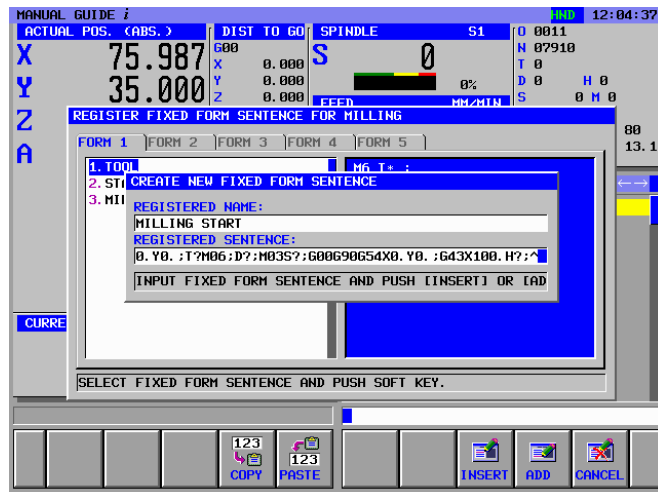 MANUAL GUIDE i HND 12:04:37
ACTUAL POS. (ABS.) DIST TO GO SPINDLE S1 O 0011
X 75.987 G00 X 0.000 S 0 N 07910
T 0
Y 35.000 Y 0.000 0% D 0 H 0
Z 0.000 FEED MM/MIN S 0 M 0
Z
REGISTER FIXED FORM SENTENCE FOR MILLING
80
A 13.1
FORM 1 FORM 2 FORM 3 FORM 4 FORM 5
1.TOOL M6 T* ;
2.STA
3.MIL
CREATE NEW FIXED FORM SENTENCE
REGISTERED NAME:
MILLING START
REGISTERED SENTENCE:
0.Y0.;T?M06;D?;M03S?;G00G90G54X0.Y0.;G43X100.H?;^
INPUT FIXED FORM SENTENCE AND PUSH [INSERT] OR [AD
CURRE
SELECT FIXED FORM SENTENCE AND PUSH SOFT KEY.
123 COPY
123 PASTE
INSERT
ADD
CANCEL